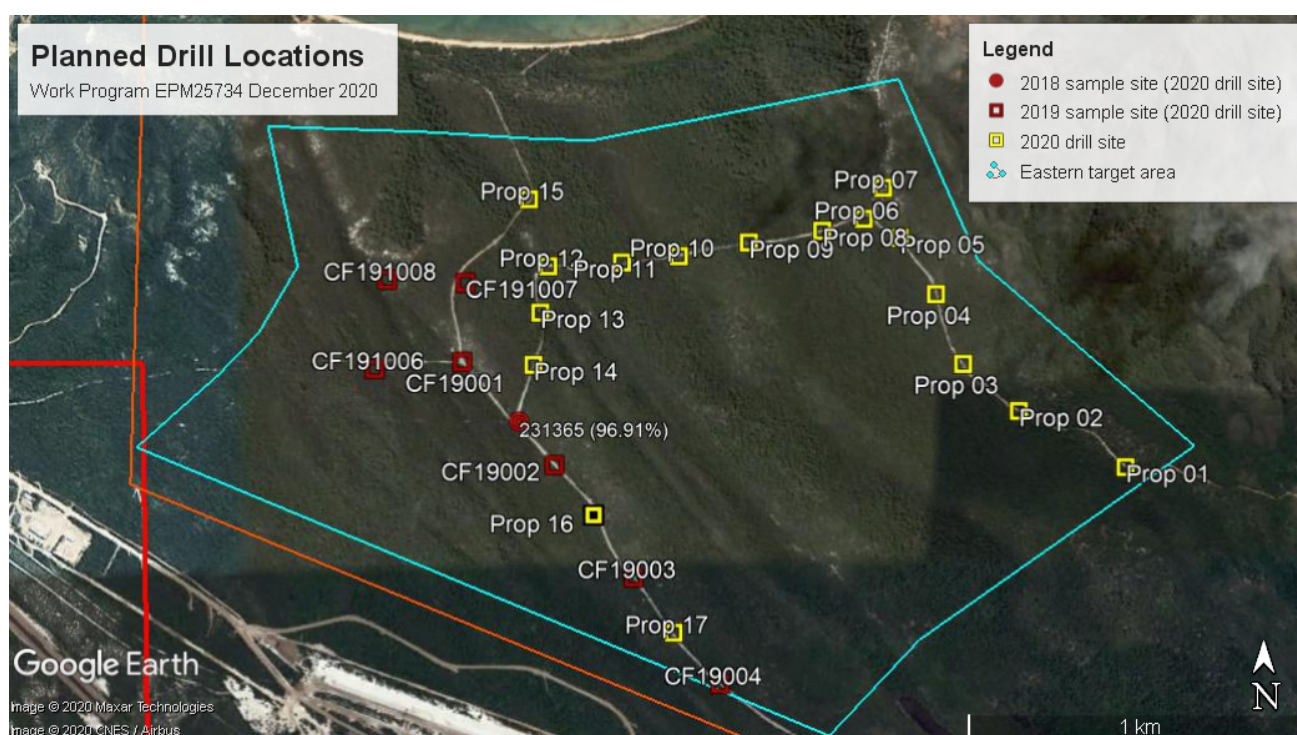 Planned Drill Locations
Work Program EPM25734 December 2020
Legend
2018 sample site (2020 drill site)
2019 sample site (2020 drill site)
2020 drill site
Eastern target area
Prop 15
Prop 07
Prop 06
Prop 08
Prop 05
Prop 09
Prop 10
Prop 11
Prop 12
CF191008
CF191007
Prop 04
Prop 13
CF191006
CF19001
Prop 14
Prop 03
Prop 02
231365 (96.91%)
CF19002
Prop 01
Prop 16
CF19003
Prop 17
CF19004
Google Earth
Image © 2020 Maxar Technologies
Image © 2020 CNES / Airbus
N
1 km